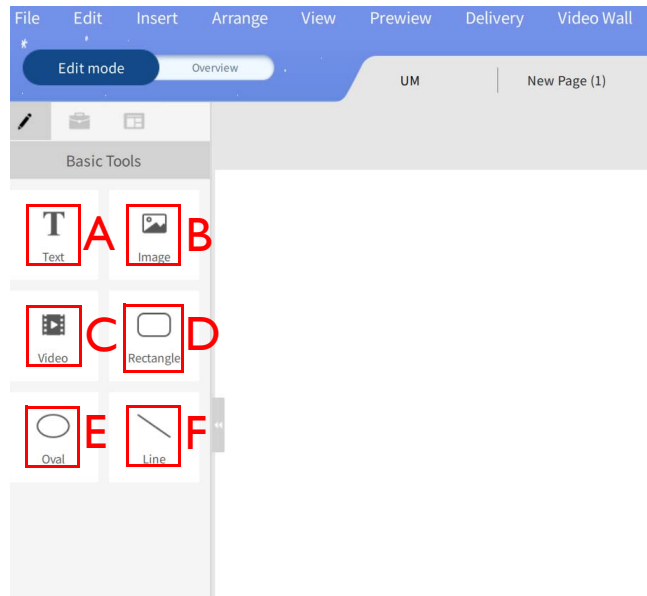 File Edit Insert Arrange View Prewiew Delivery Video Wall
Edit mode Overview
UM New Page (1)
Basic Tools
T A B
Text Image
C D
Video Rectangle
E F
Oval Line